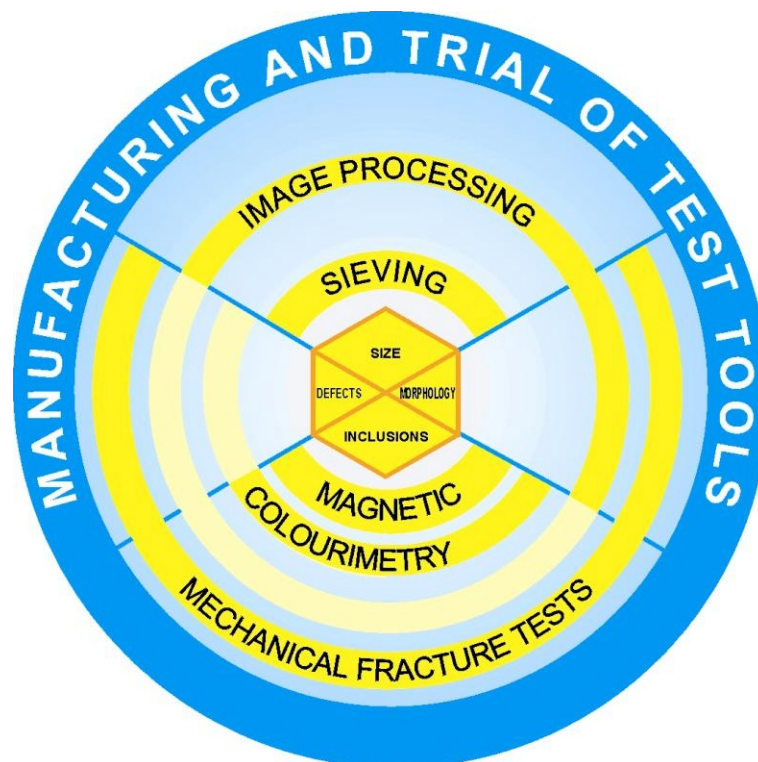 MANUFACTURING AND TRIAL OF TEST TOOLS
IMAGE PROCESSING
SIEVING
SIZE
DEFECTS
MORPHOLOGY
INCLUSIONS
MAGNETIC
COLOURIMETRY
MECHANICAL FRACTURE TESTS